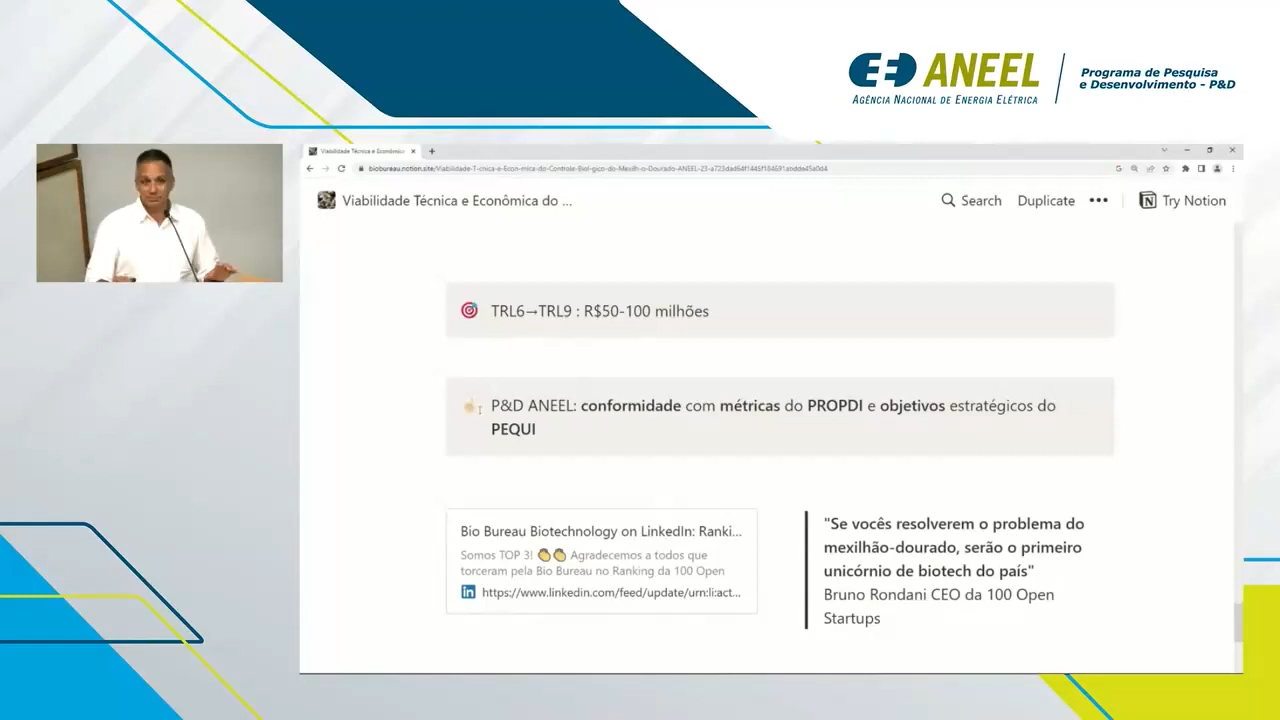 ANEEL
AGÊNCIA NACIONAL DE ENERGIA ELÉTRICA
Programa de Pesquisa
e Desenvolvimento - P&D
Viabilidade Técnica e Econômica
Viabilidade Técnica e Econômica do ...
Search
Duplicate
•••
Try Notion
TRL6→TRL9 : R$50-100 milhões
P&D ANEEL: conformidade com métricas do PROPDI e objetivos estratégicos do
PEQUI
Bio Bureau Biotechnology on LinkedIn: Ranki...
Somos TOP 3! 👏👏 Agradecemos a todos que
torceram pela Bio Bureau no Ranking da 100 Open
https://www.linkedin.com/feed/update/urn:li:act...
"Se vocês resolverem o problema do
mexilhão-dourado, serão o primeiro
unicórnio de biotech do país"
Bruno Rondani CEO da 100 Open
Startups